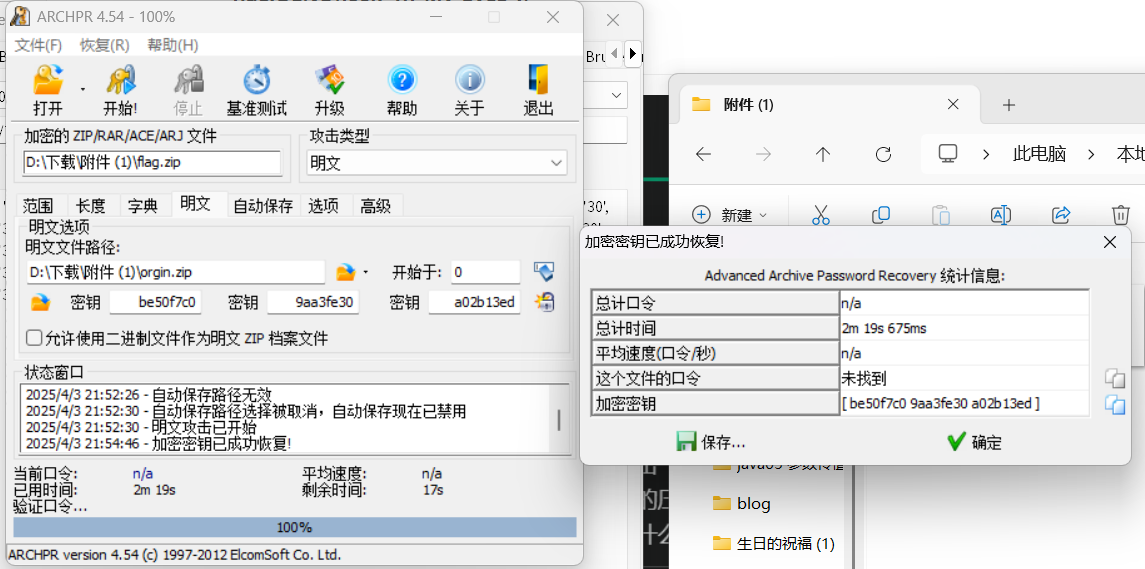 ARCHPR 4.54 - 100%
文件(F) 恢复(R) 帮助(H)
打开 开始! 停止 基准测试 升级 帮助 关于 退出
加密的 ZIP/RAR/ACE/ARJ 文件
攻击类型
D:\下载\附件 (1)\flag.zip
明文
范围 长度 字典 明文 自动保存 选项 高级
明文选项
明文文件路径:
D:\下载\附件 (1)\orgin.zip
开始于: 0
密钥 be50f7c0 密钥 9aa3fe30 密钥 a02b13ed
允许使用二进制文件作为明文 ZIP 档案文件
状态窗口
2025/4/3 21:52:26 - 自动保存路径无效
2025/4/3 21:52:30 - 自动保存路径选择被取消，自动保存现在已禁用
2025/4/3 21:52:30 - 明文攻击已开始
2025/4/3 21:54:46 - 加密密钥已成功恢复!
当前口令: n/a 平均速度: n/a
已用时间: 2m 19s 剩余时间: 17s
验证口令...
100%
ARCHPR version 4.54 (c) 1997-2012 ElcomSoft Co. Ltd.
Bru
'30',
附件 (1)
此电脑
本地
新建
加密密钥已成功恢复!
Advanced Archive Password Recovery 统计信息:
总计口令 n/a
总计时间 2m 19s 675ms
平均速度(口令/秒) n/a
这个文件的口令 未找到
加密密钥 [ be50f7c0 9aa3fe30 a02b13ed ]
保存... 确定
的压
什么
blog
生日的祝福 (1)